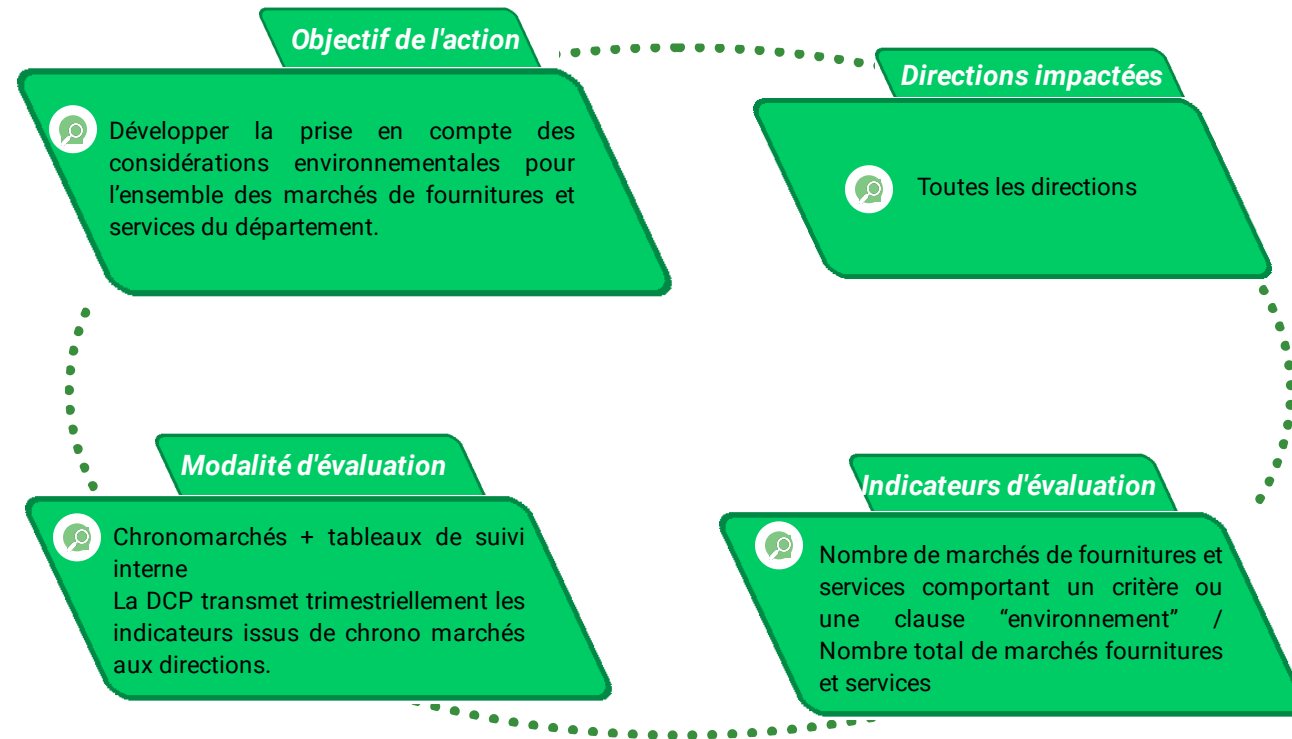 Objectif de l'action
Développer la prise en compte des
considérations environnementales pour
l'ensemble des marchés de fournitures et
services du département.
Directions impactées
Toutes les directions
Modalité d'évaluation
Chronomarchés + tableaux de suivi
interne
La DCP transmet trimestriellement les
indicateurs issus de chrono marchés
aux directions.
Indicateurs d'évaluation
Nombre de marchés de fournitures et
services comportant un critère ou
une clause “environnement” /
Nombre total de marchés fournitures
et services